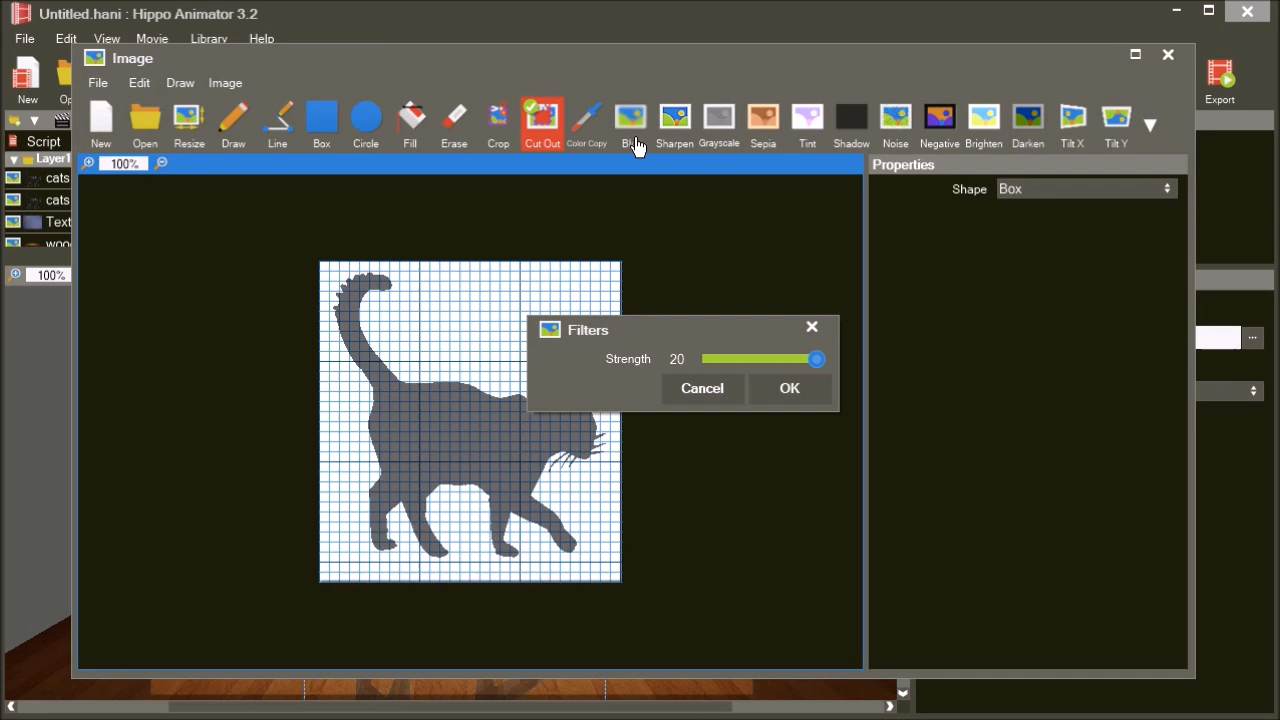 Untitled.hani : Hippo Animator 3.2
File Edit View Movie Library Help
Image
File Edit Draw Image
New
New Open Resize Draw Line Box Circle Fill Erase Crop Cut Out Color Copy Sharpen Grayscale Sepia Tint Shadow Noise Negative Brighten Darken Tilt X Tilt Y
Export
Script
Layer1
100%
Properties
cats
cats
Shape Box
Text
100%
Filters
Strength 20
Cancel OK